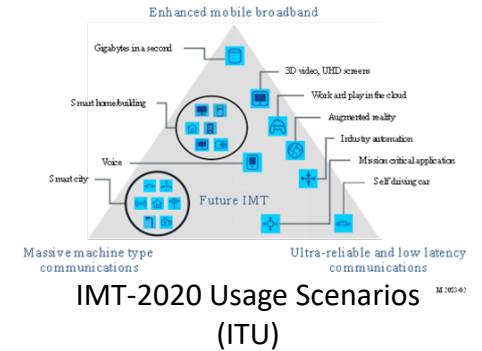 Enhanced mobile broadband
Gigabytes in a second
3D video, UHD screens
Smart home/building
Work and play in the cloud
Augmented reality
Industry automation
Voice
Mission critical application
Smart city
Self driving car
Future IMT
Massive machine type
communications
Ultra-reliable and low latency
communications
IMT-2020 Usage Scenarios
(ITU)
M.2083-02